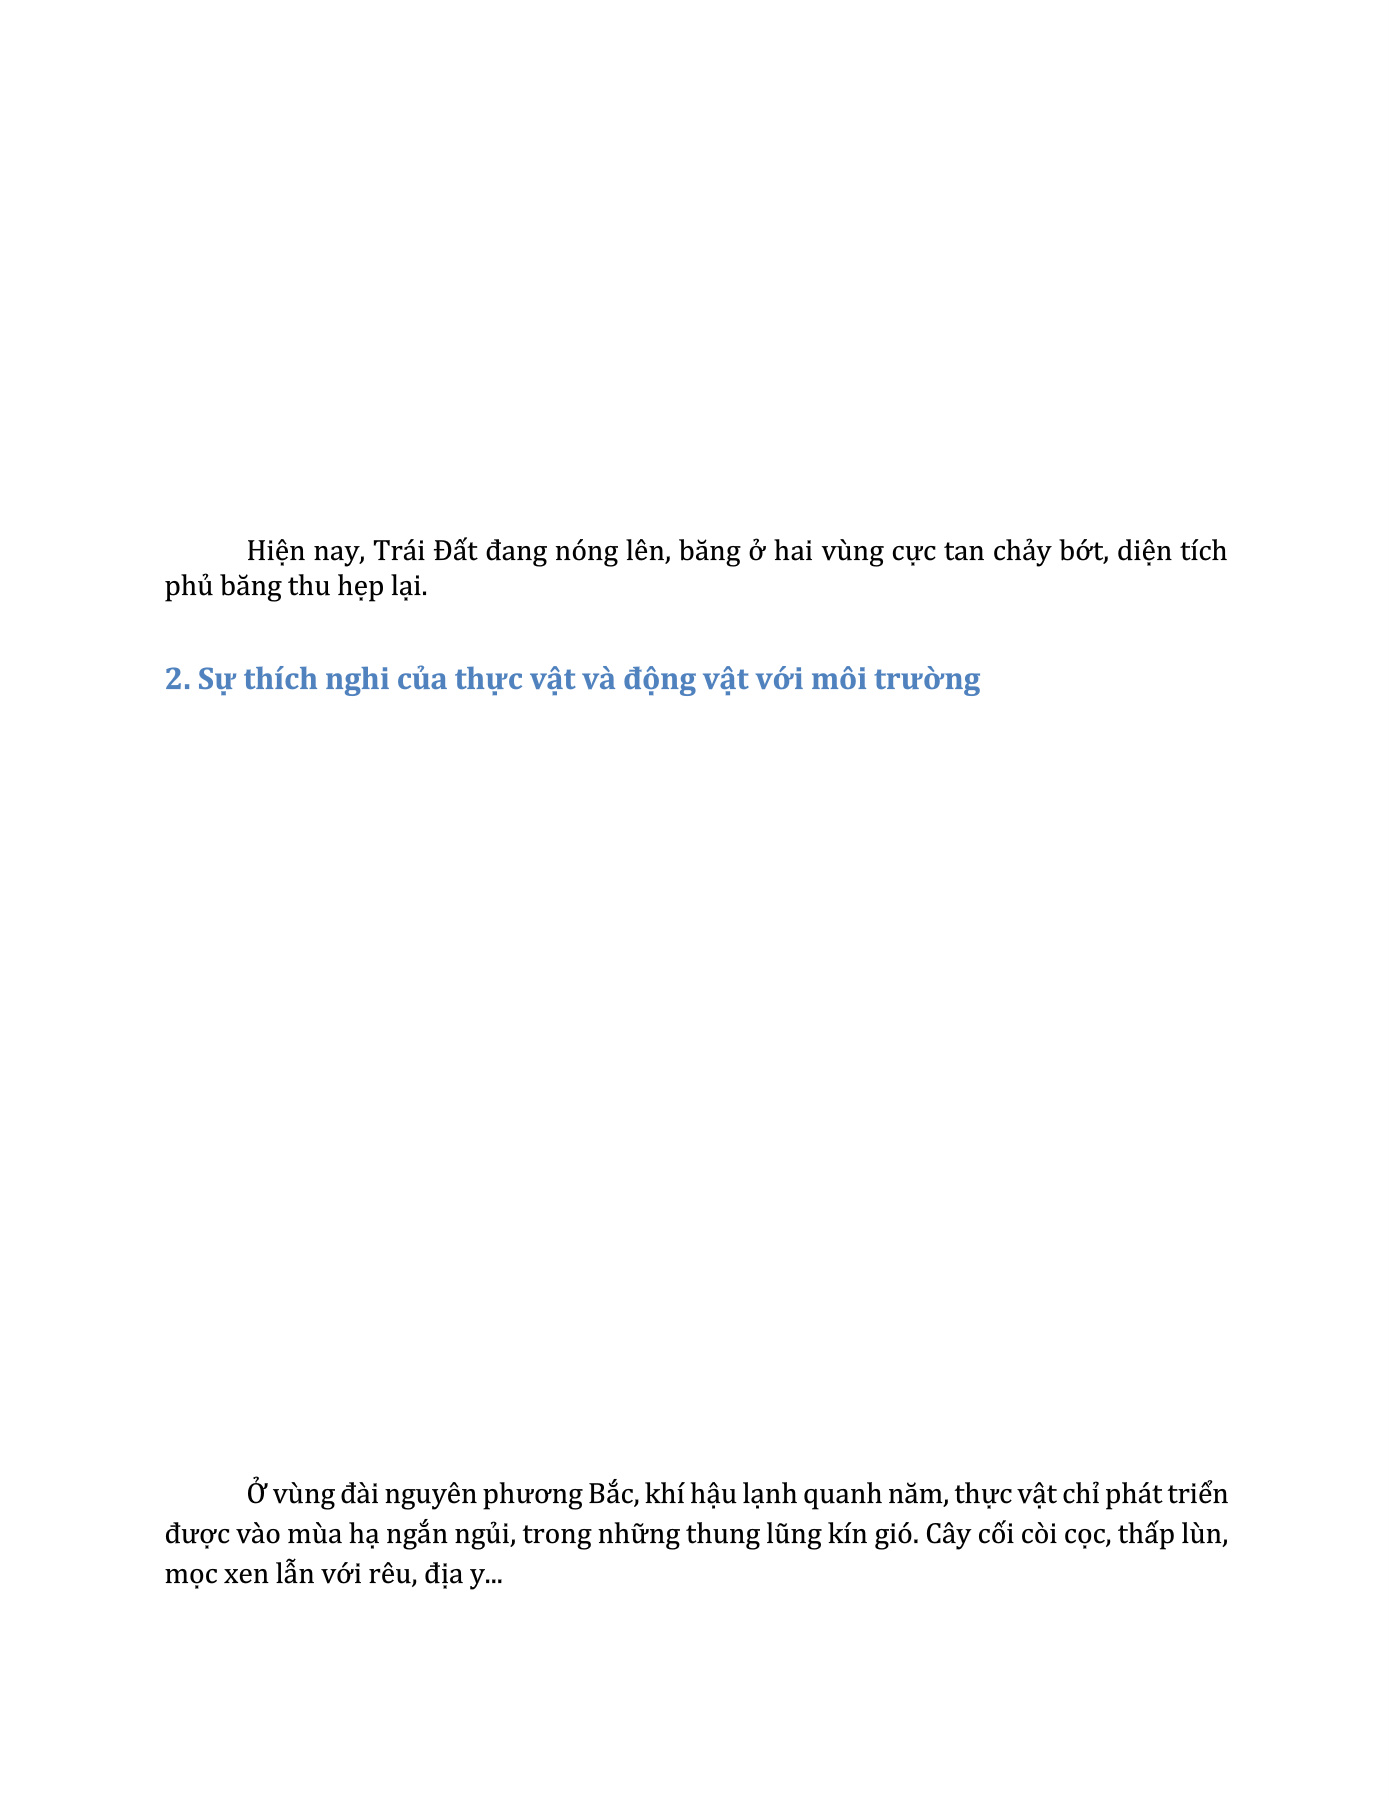 Hiện nay, Trái Đất đang nóng lên, băng ở hai vùng cực tan chảy bớt, diện tích
phủ băng thu hẹp lại.
2. Sự thích nghi của thực vật và động vật với môi trường
Ở vùng đài nguyên phương Bắc, khí hậu lạnh quanh năm, thực vật chỉ phát triển
được vào mùa hạ ngắn ngủi, trong những thung lũng kín gió. Cây cối còi cọc, thấp lùn,
mọc xen lẫn với rêu, địa y...